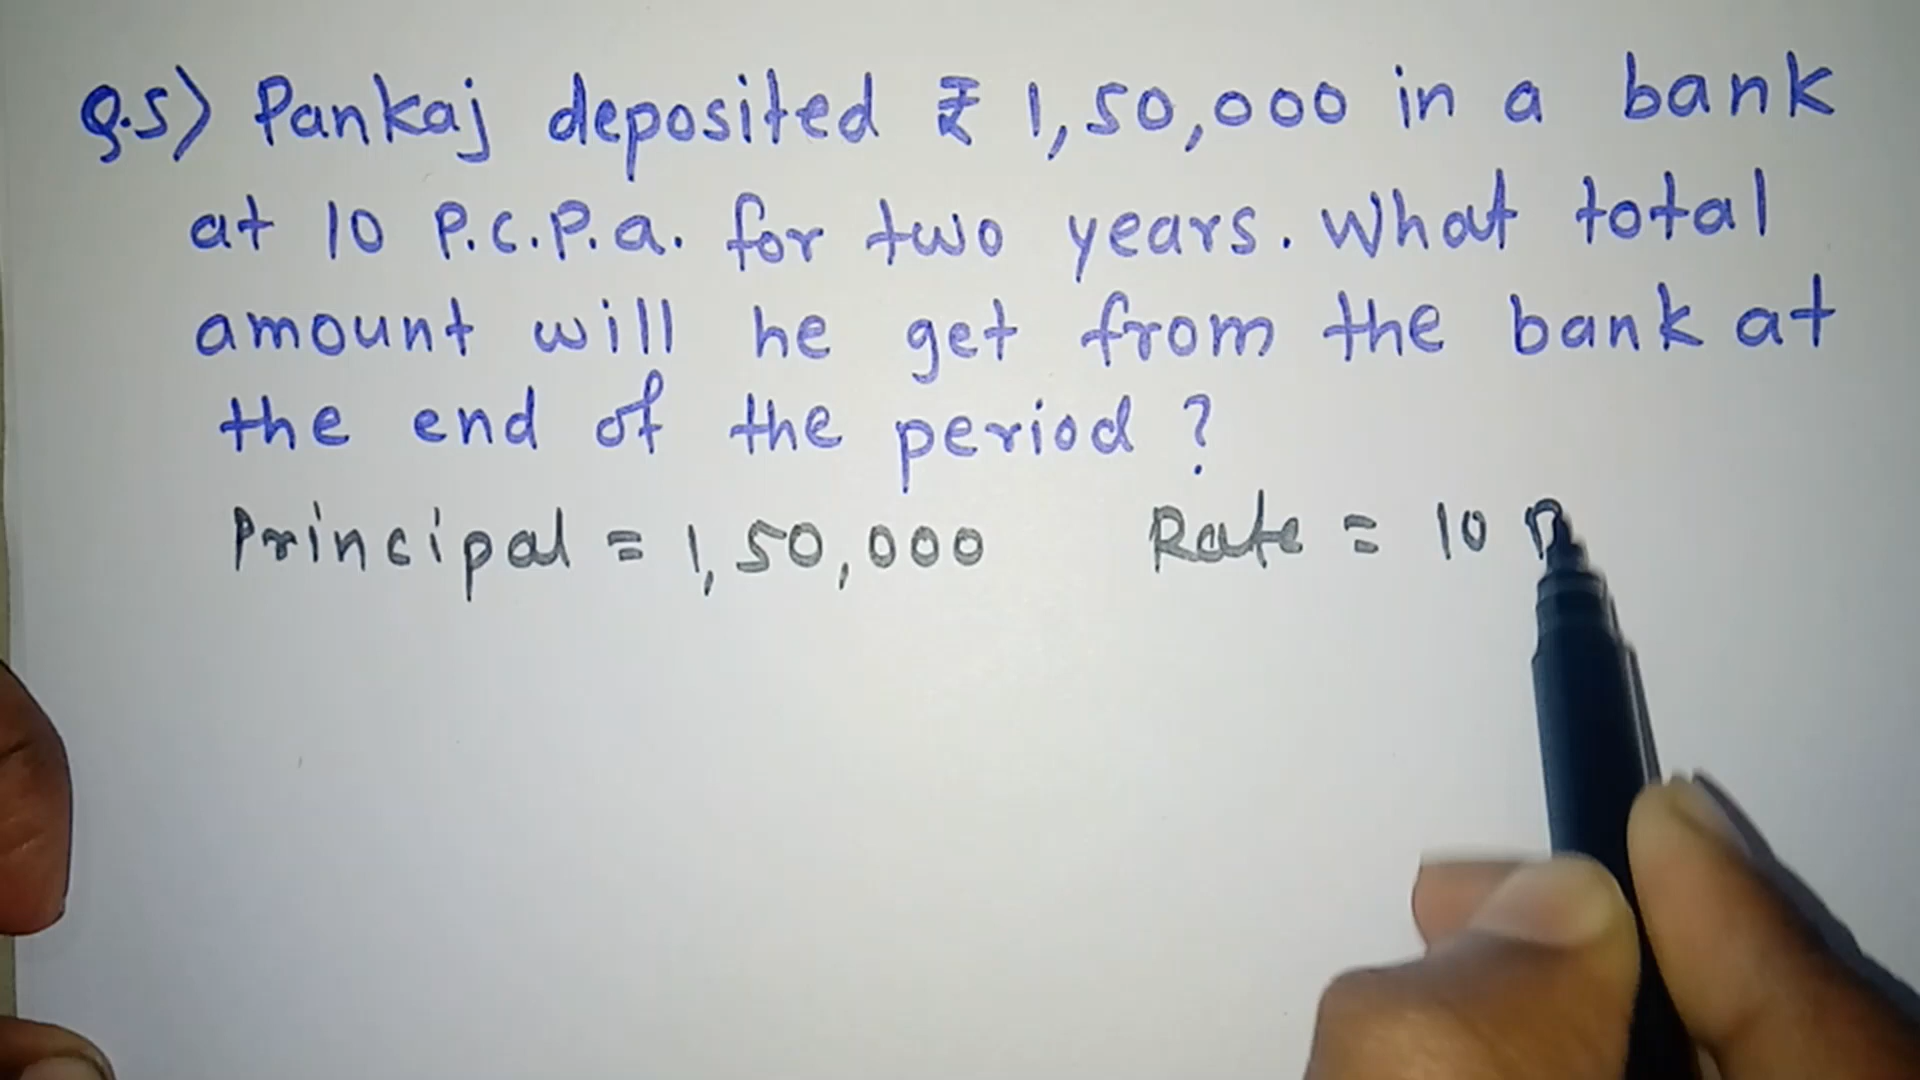 Q.5) Pankaj deposited ₹ 1,50,000 in a bank
at 10 P.C.P.a. for two years. What total
amount will he get from the bank at
the end of the period ?
Principal = 1,50,000 Rate = 10 P